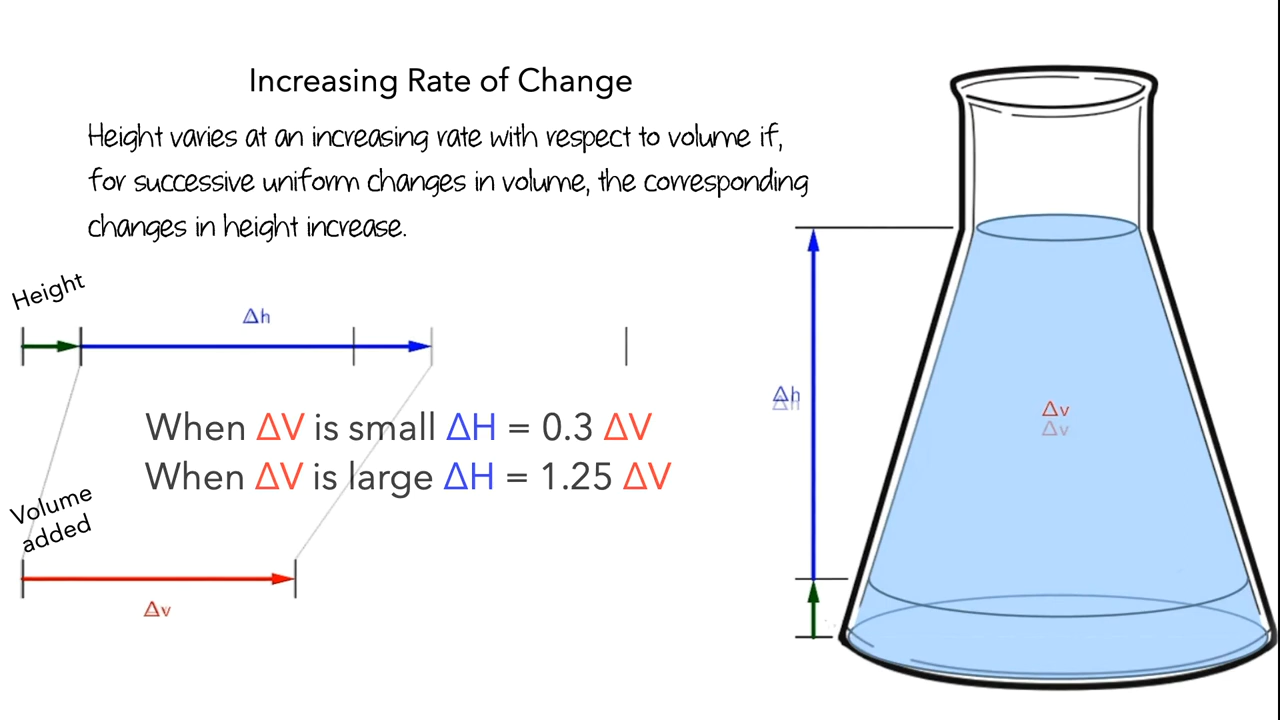 Increasing Rate of Change
Height varies at an increasing rate with respect to volume if,
for successive uniform changes in volume, the corresponding
changes in height increase.
Height
Δh
When ΔV is small ΔH = 0.3 ΔV
When ΔV is large ΔH = 1.25 ΔV
Volume
added
Δv
Δh
Δh
Δv
Δv